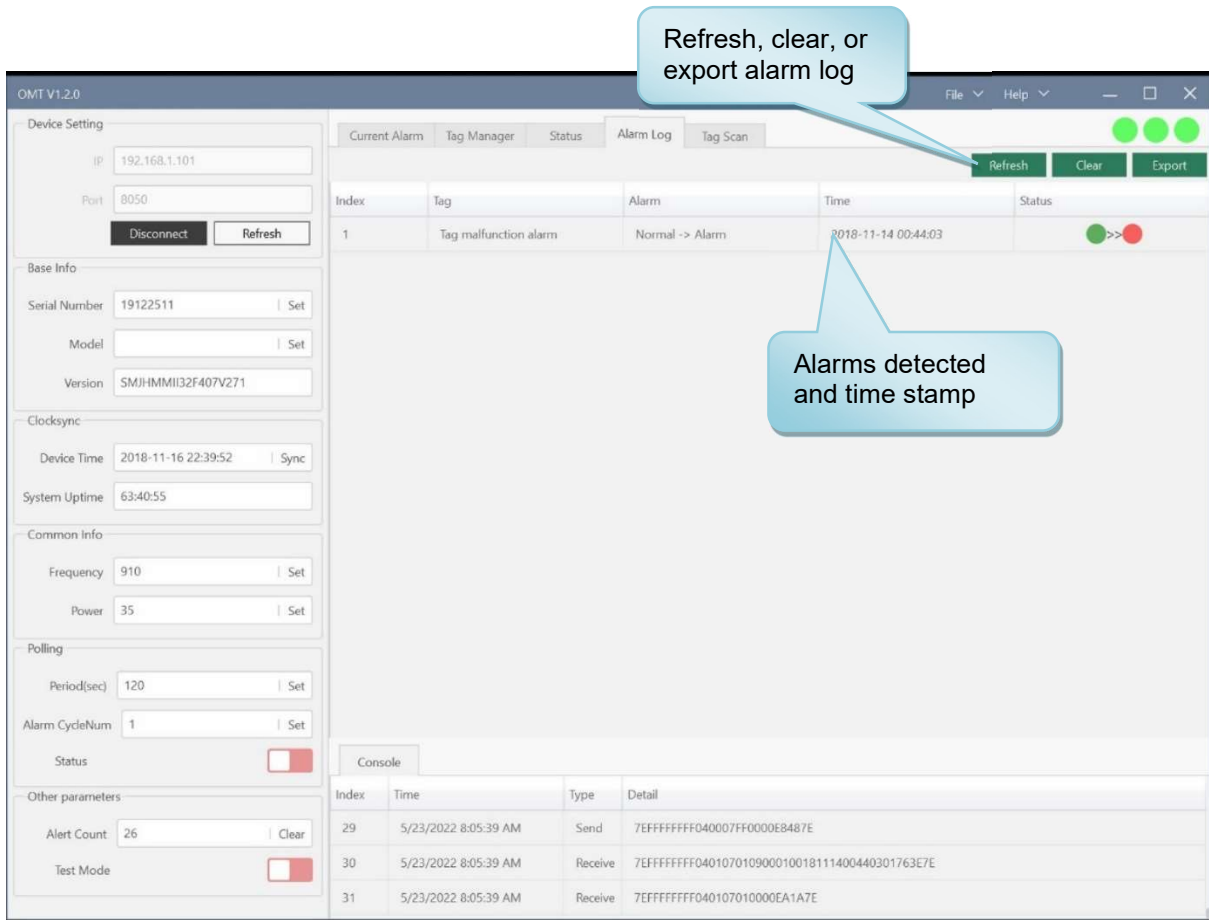 Refresh, clear, or
export alarm log
OMT V1.2.0
File Help
Device Setting
IP 192.168.1.101
Port 8050
Disconnect Refresh
Base Info
Serial Number 19122511 Set
Model Set
Version SMJHMMII32F407V271
Clocksync
Device Time 2018-11-16 22:39:52 Sync
System Uptime 63:40:55
Common Info
Frequency 910 Set
Power 35 Set
Polling
Period(sec) 120 Set
Alarm CycleNum 1 Set
Status
Other parameters
Alert Count 26 Clear
Test Mode
Current Alarm Tag Manager Status Alarm Log Tag Scan
Refresh Clear Export
Index Tag Alarm Time Status
1 Tag malfunction alarm Normal -> Alarm 2018-11-14 00:44:03 >>
Alarms detected
and time stamp
Console
Index Time Type Detail
29 5/23/2022 8:05:39 AM Send 7EFFFFFFFF040007FF0000E8487E
30 5/23/2022 8:05:39 AM Receive 7EFFFFFFFF040107010900010018111400440301763E7E
31 5/23/2022 8:05:39 AM Receive 7EFFFFFFFF040107010000EA1A7E